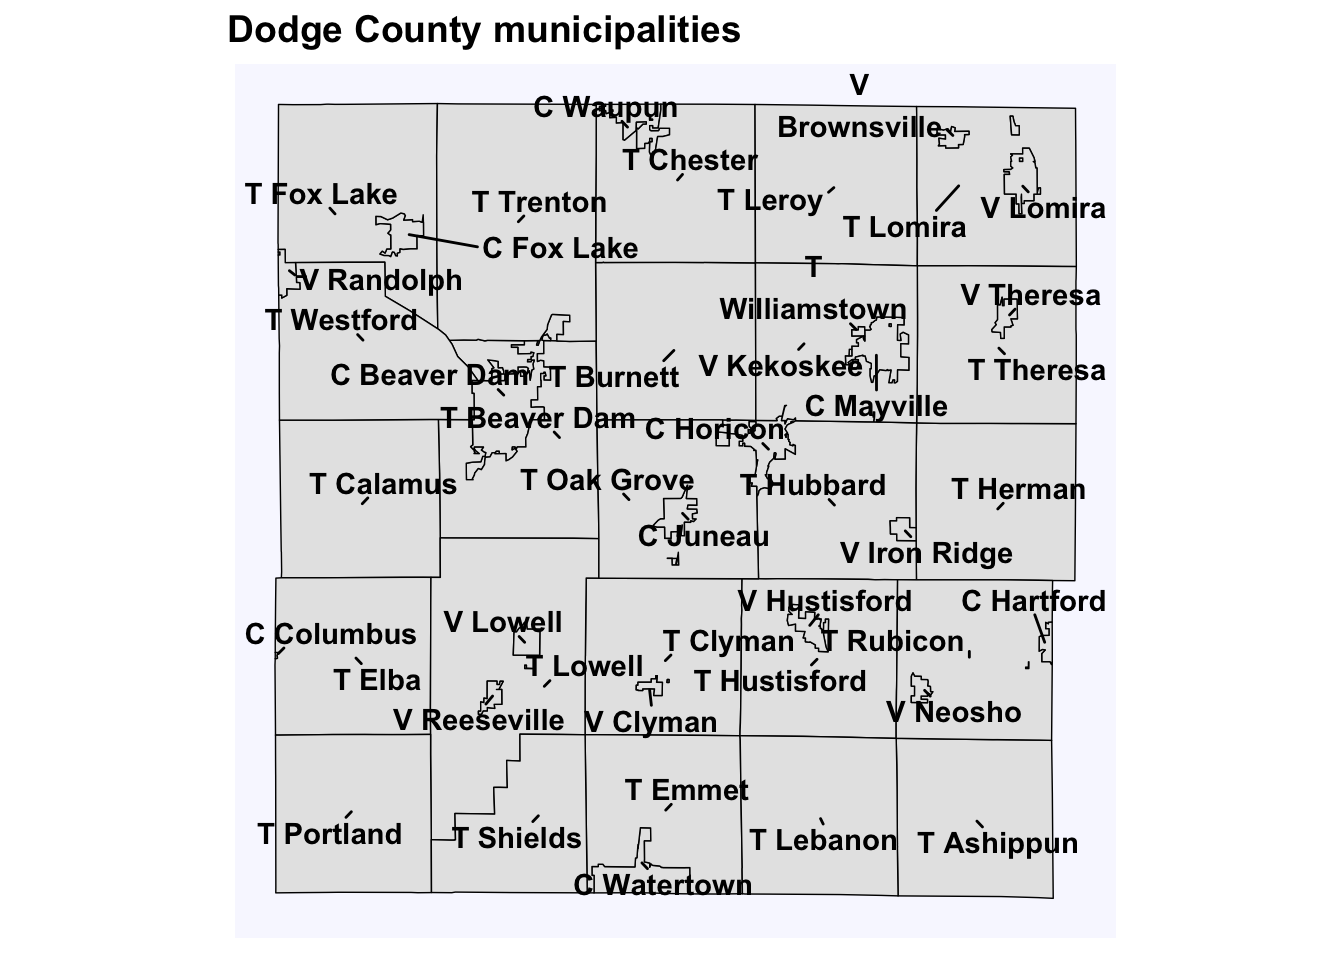 Dodge County municipalities
V
Brownsville
C Waupun
T Chester
T Fox Lake
T Trenton
T Leroy
T Lomira
V Lomira
C Fox Lake
T
Williamstown
V Randolph
V Theresa
T Westford
V Kekoskee
T Theresa
C Beaver Dam
T Burnett
C Mayville
T Beaver Dam
C Horicon
T Calamus
T Oak Grove
T Hubbard
T Herman
C Juneau
V Iron Ridge
V Hustisford
C Hartford
V Lowell
C Columbus
T Clyman
T Rubicon
T Lowell
T Elba
T Hustisford
V Reeseville
V Clyman
V Neosho
T Emmet
T Portland
T Shields
T Lebanon
T Ashippun
C Watertown